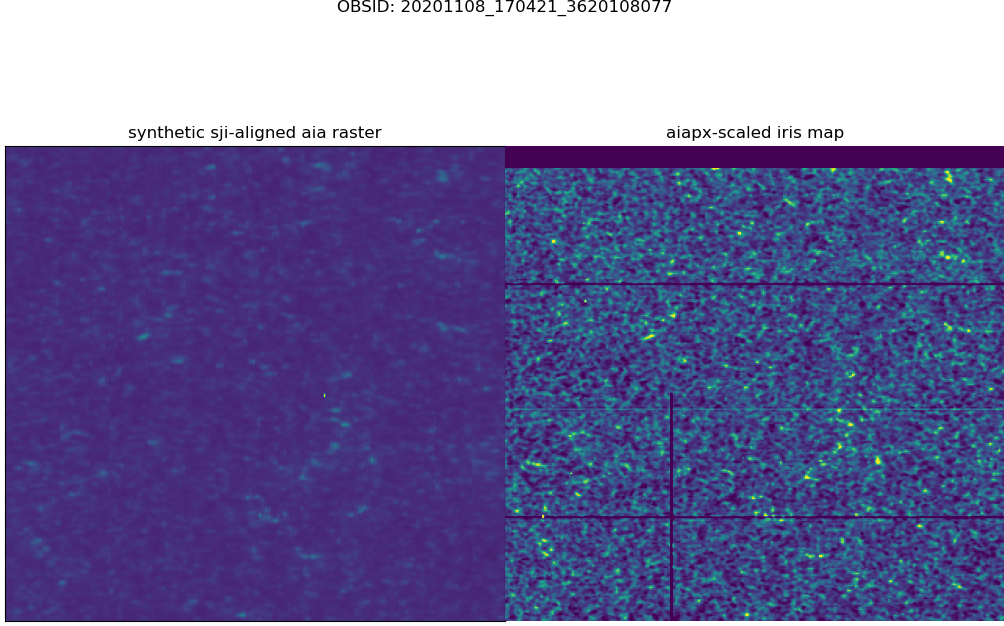 OBSID: 20201108_170421_3620108077
synthetic sji-aligned aia raster
aiapx-scaled iris map